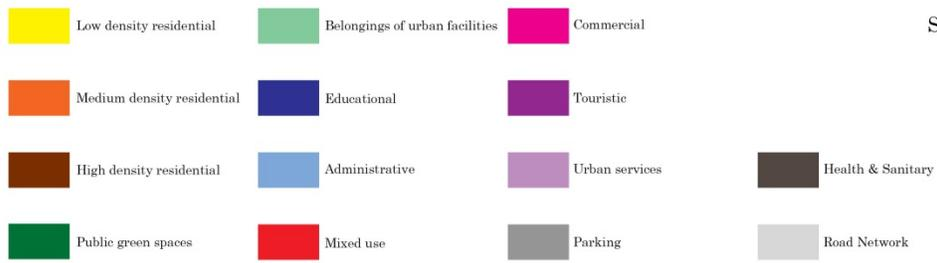 Low density residential
Belongings of urban facilities
Commercial
S
Medium density residential
Educational
Touristic
High density residential
Administrative
Urban services
Health & Sanitary
Public green spaces
Mixed use
Parking
Road Network